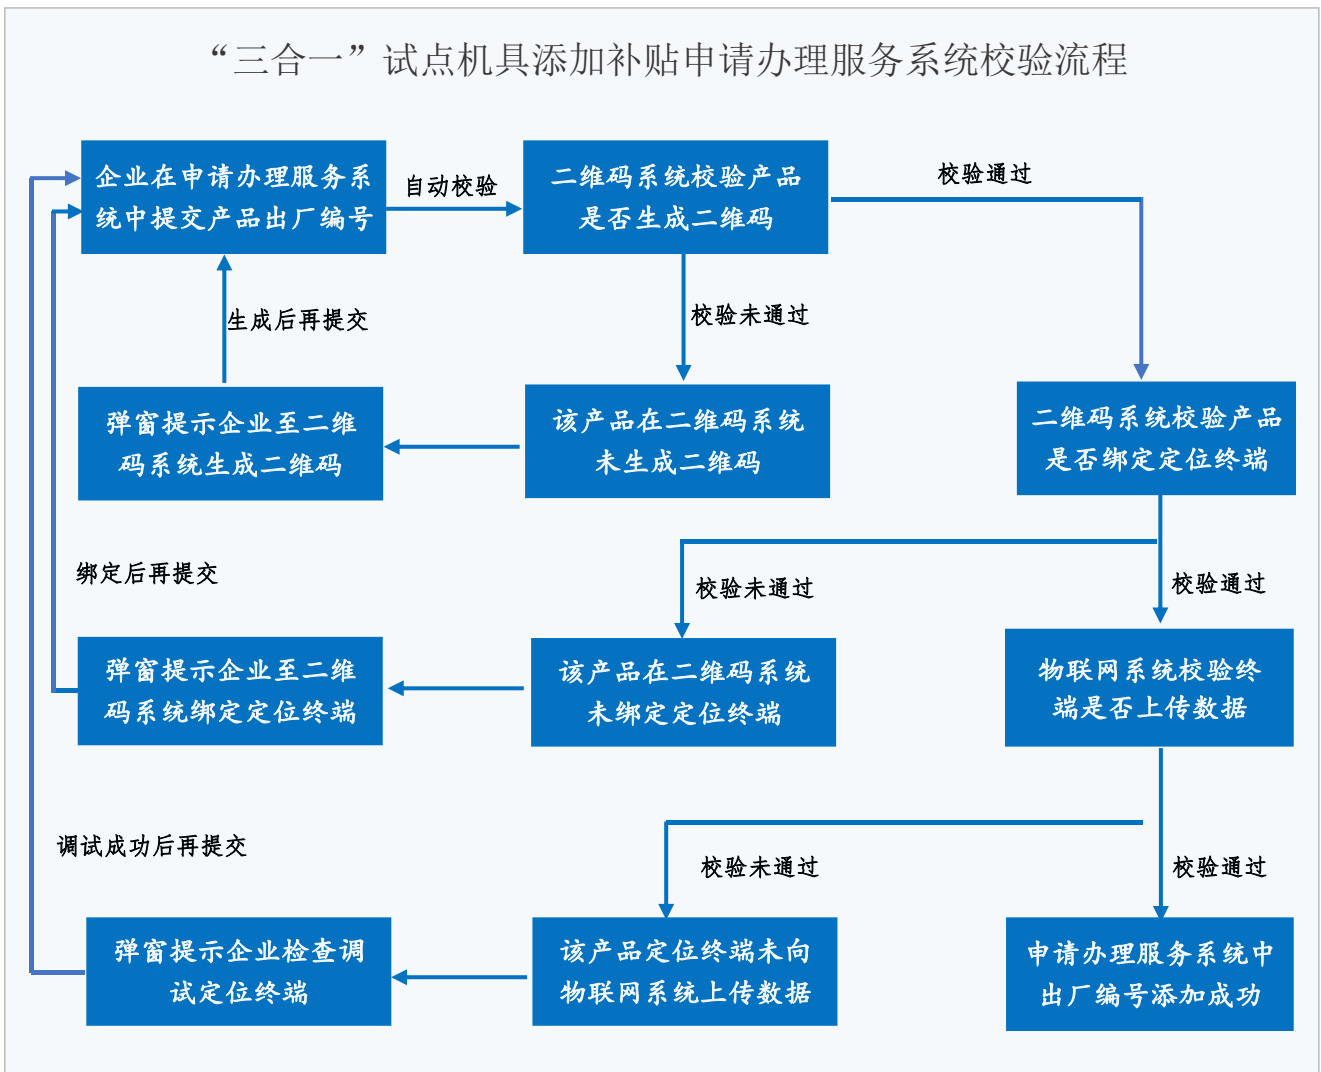 “三合一”试点机具添加补贴申请办理服务系统校验流程
企业在申请办理服务系
统中提交产品出厂编号
自动校验
二维码系统校验产品
是否生成二维码
校验通过
生成后再提交
校验未通过
弹窗提示企业至二维
码系统生成二维码
该产品在二维码系统
未生成二维码
二维码系统校验产品
是否绑定定位终端
绑定后再提交
校验未通过
校验通过
弹窗提示企业至二维
码系统绑定定位终端
该产品在二维码系统
未绑定定位终端
物联网系统校验终
端是否上传数据
调试成功后再提交
校验未通过
校验通过
弹窗提示企业检查调
试定位终端
该产品定位终端未向
物联网系统上传数据
申请办理服务系统中
出厂编号添加成功